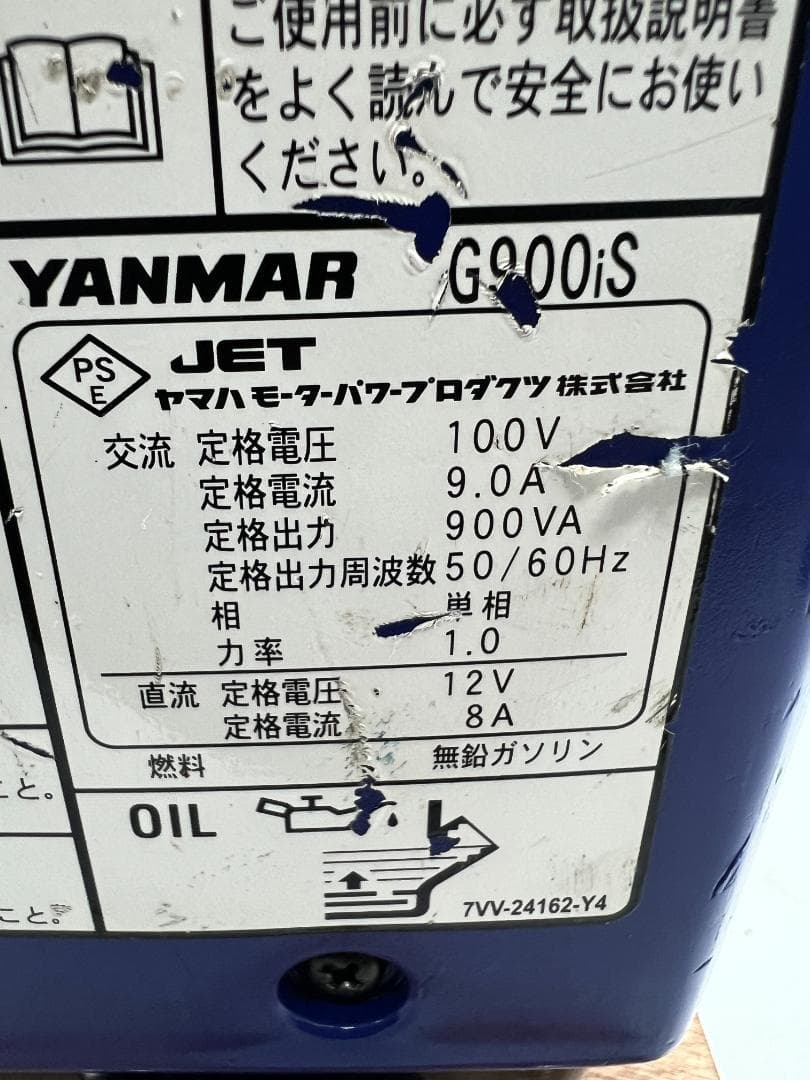 ご使用前に必ず取扱説明書
をよく読んで安全にお使い
ください。
YANMAR G900iS
PS
E
JET
ヤマハモーターパワープロダクツ株式会社
交流 定格電圧 100V
定格電流 9.0A
定格出力 900VA
定格出力周波数 50/60Hz
相 単相
力率 1.0
直流 定格電圧 12V
定格電流 8A
燃料 無鉛ガソリン
こと。
こと。
OIL
7VV-24162-Y4